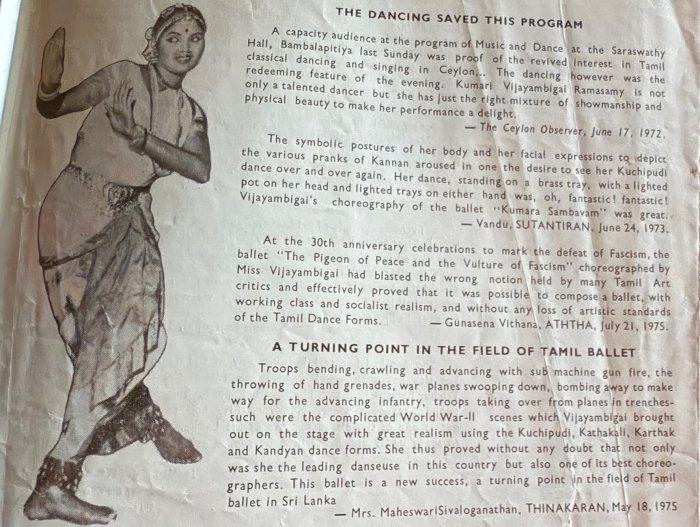 THE DANCING SAVED THIS PROGRAM
A capacity audience at the program of Music and Dance at the Saraswathy
Hall, Bambalapitiya last Sunday was proof of the revived interest in Tamil
classical dancing and singing in Ceylon... The dancing however was the
redeeming feature of the evening. Kumari Vijayambigai Ramasamy is not
only a talented dancer but she has just the right mixture of showmanship and
physical beauty to make her performance a delight.
— The Ceylon Observer, June 17, 1972.
The symbolic postures of her body and her facial expressions to depict
the various pranks of Kannan aroused in one the desire to see her Kuchipudi
dance over and over again. Her dance, standing on a brass tray, with a lighted
pot on her head and lighted trays on either hand was, oh, fantastic! fantastic!
Vijayambigai's choreography of the ballet "Kumara Sambavam" was great.
— Vandu, SUTANTIRAN, June 24, 1973.
At the 30th anniversary celebrations to mark the defeat of Fascism, the
ballet "The Pigeon of Peace and the Vulture of Fascism" choreographed by
Miss Vijayambigai had blasted the wrong notion held by many Tamil Art
critics and effectively proved that it was possible to compose a ballet, with
working class and socialist realism, and without any loss of artistic standards
of the Tamil Dance Forms. — Gunasena Vithana, ATHTHA, July 21, 1975.
A TURNING POINT IN THE FIELD OF TAMIL BALLET
Troops bending, crawling and advancing with sub machine gun fire, the
throwing of hand grenades, war planes swooping down, bombing away to make
way for the advancing infantry, troops taking over from planes in trenches-
such were the complicated World War-II scenes which Vijayambigai brought
out on the stage with great realism using the Kuchipudi, Kathakali, Karthak
and Kandyan dance forms. She thus proved without any doubt that not only
was she the leading danseuse in this country but also one of its best choreo-
graphers. This ballet is a new success, a turning point in the field of Tamil
ballet in Sri Lanka
— Mrs. MaheswariSivaloganathan, THINAKARAN, May 18, 1975